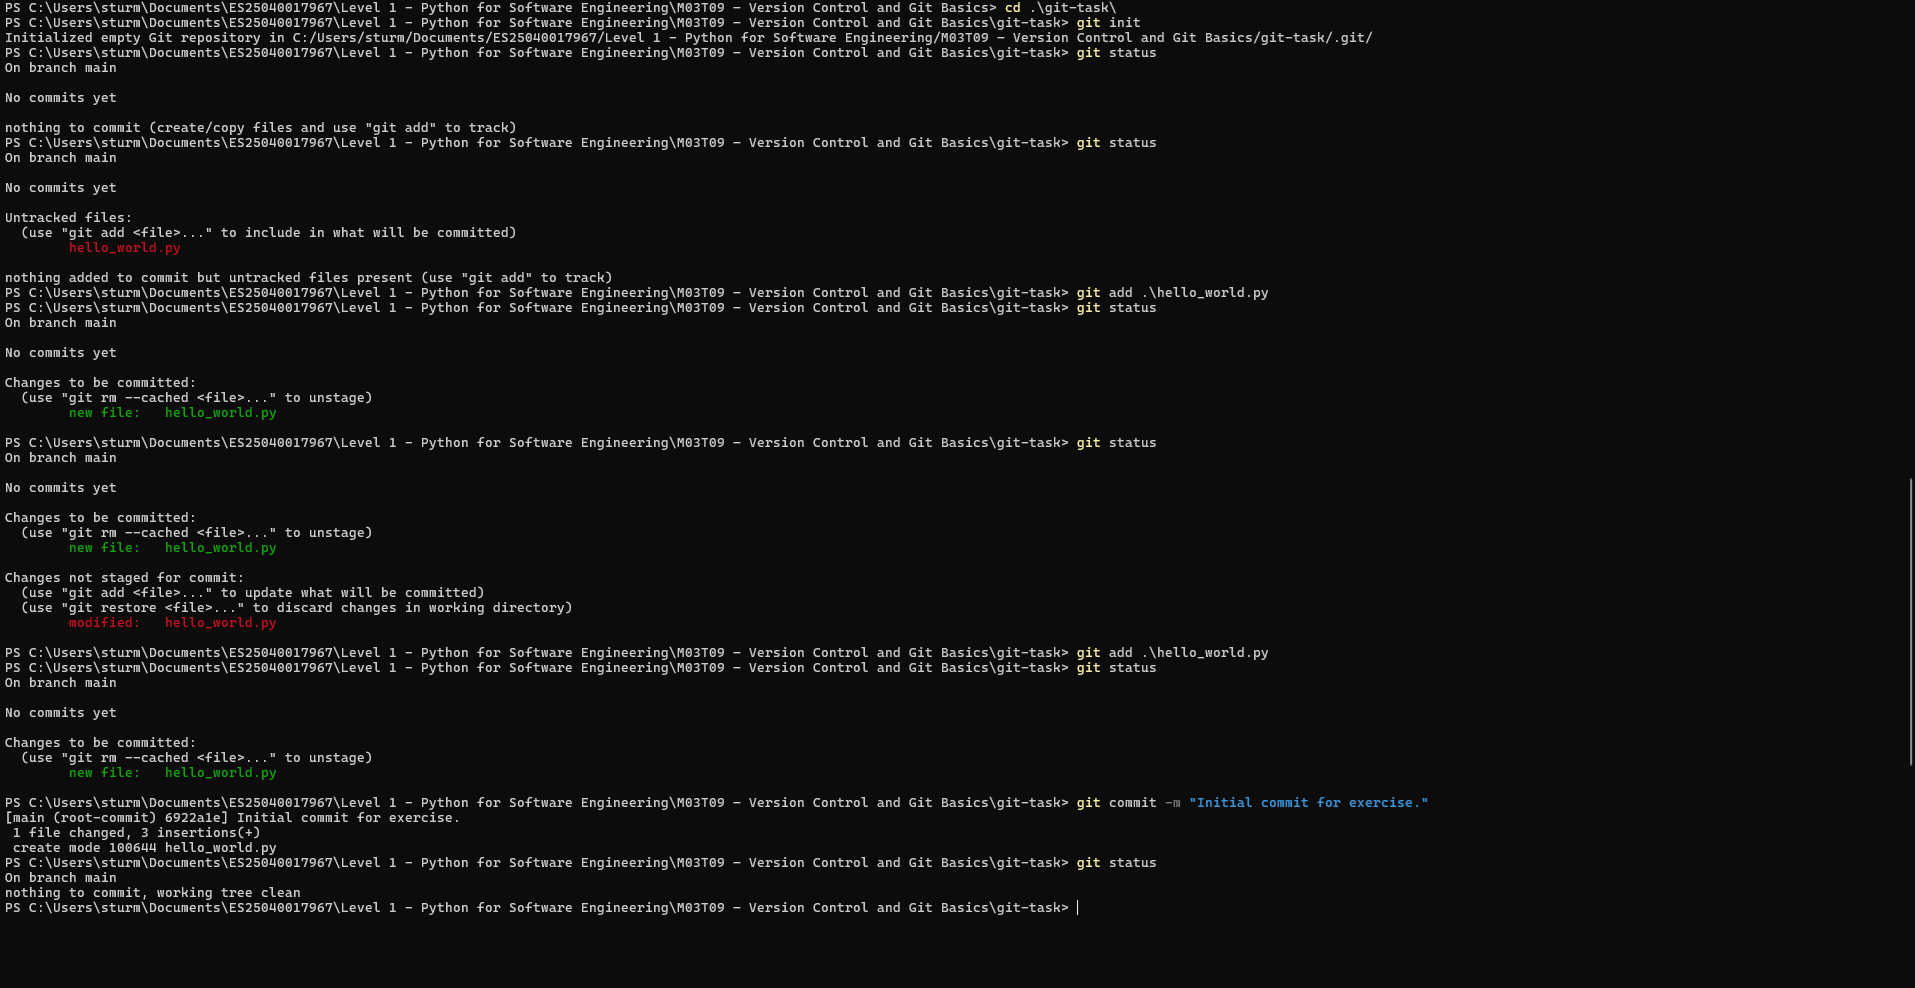 PS C:\Users\sturm\Documents\ES25040017967\Level 1 - Python for Software Engineering\M03T09 - Version Control and Git Basics> cd .\git-task\
PS C:\Users\sturm\Documents\ES25040017967\Level 1 - Python for Software Engineering\M03T09 - Version Control and Git Basics\git-task> git init
Initialized empty Git repository in C:/Users/sturm/Documents/ES25040017967/Level 1 - Python for Software Engineering/M03T09 - Version Control and Git Basics/git-task/.git/
PS C:\Users\sturm\Documents\ES25040017967\Level 1 - Python for Software Engineering\M03T09 - Version Control and Git Basics\git-task> git status
On branch main

No commits yet

nothing to commit (create/copy files and use "git add" to track)
PS C:\Users\sturm\Documents\ES25040017967\Level 1 - Python for Software Engineering\M03T09 - Version Control and Git Basics\git-task> git status
On branch main

No commits yet

Untracked files:
  (use "git add <file>..." to include in what will be committed)
        hello_world.py

nothing added to commit but untracked files present (use "git add" to track)
PS C:\Users\sturm\Documents\ES25040017967\Level 1 - Python for Software Engineering\M03T09 - Version Control and Git Basics\git-task> git add .\hello_world.py
PS C:\Users\sturm\Documents\ES25040017967\Level 1 - Python for Software Engineering\M03T09 - Version Control and Git Basics\git-task> git status
On branch main

No commits yet

Changes to be committed:
  (use "git rm --cached <file>..." to unstage)
        new file:   hello_world.py

PS C:\Users\sturm\Documents\ES25040017967\Level 1 - Python for Software Engineering\M03T09 - Version Control and Git Basics\git-task> git status
On branch main

No commits yet

Changes to be committed:
  (use "git rm --cached <file>..." to unstage)
        new file:   hello_world.py

Changes not staged for commit:
  (use "git add <file>..." to update what will be committed)
  (use "git restore <file>..." to discard changes in working directory)
        modified:   hello_world.py

PS C:\Users\sturm\Documents\ES25040017967\Level 1 - Python for Software Engineering\M03T09 - Version Control and Git Basics\git-task> git add .\hello_world.py
PS C:\Users\sturm\Documents\ES25040017967\Level 1 - Python for Software Engineering\M03T09 - Version Control and Git Basics\git-task> git status
On branch main

No commits yet

Changes to be committed:
  (use "git rm --cached <file>..." to unstage)
        new file:   hello_world.py

PS C:\Users\sturm\Documents\ES25040017967\Level 1 - Python for Software Engineering\M03T09 - Version Control and Git Basics\git-task> git commit -m "Initial commit for exercise."
[main (root-commit) 6922a1e] Initial commit for exercise.
 1 file changed, 3 insertions(+)
 create mode 100644 hello_world.py
PS C:\Users\sturm\Documents\ES25040017967\Level 1 - Python for Software Engineering\M03T09 - Version Control and Git Basics\git-task> git status
On branch main
nothing to commit, working tree clean
PS C:\Users\sturm\Documents\ES25040017967\Level 1 - Python for Software Engineering\M03T09 - Version Control and Git Basics\git-task>